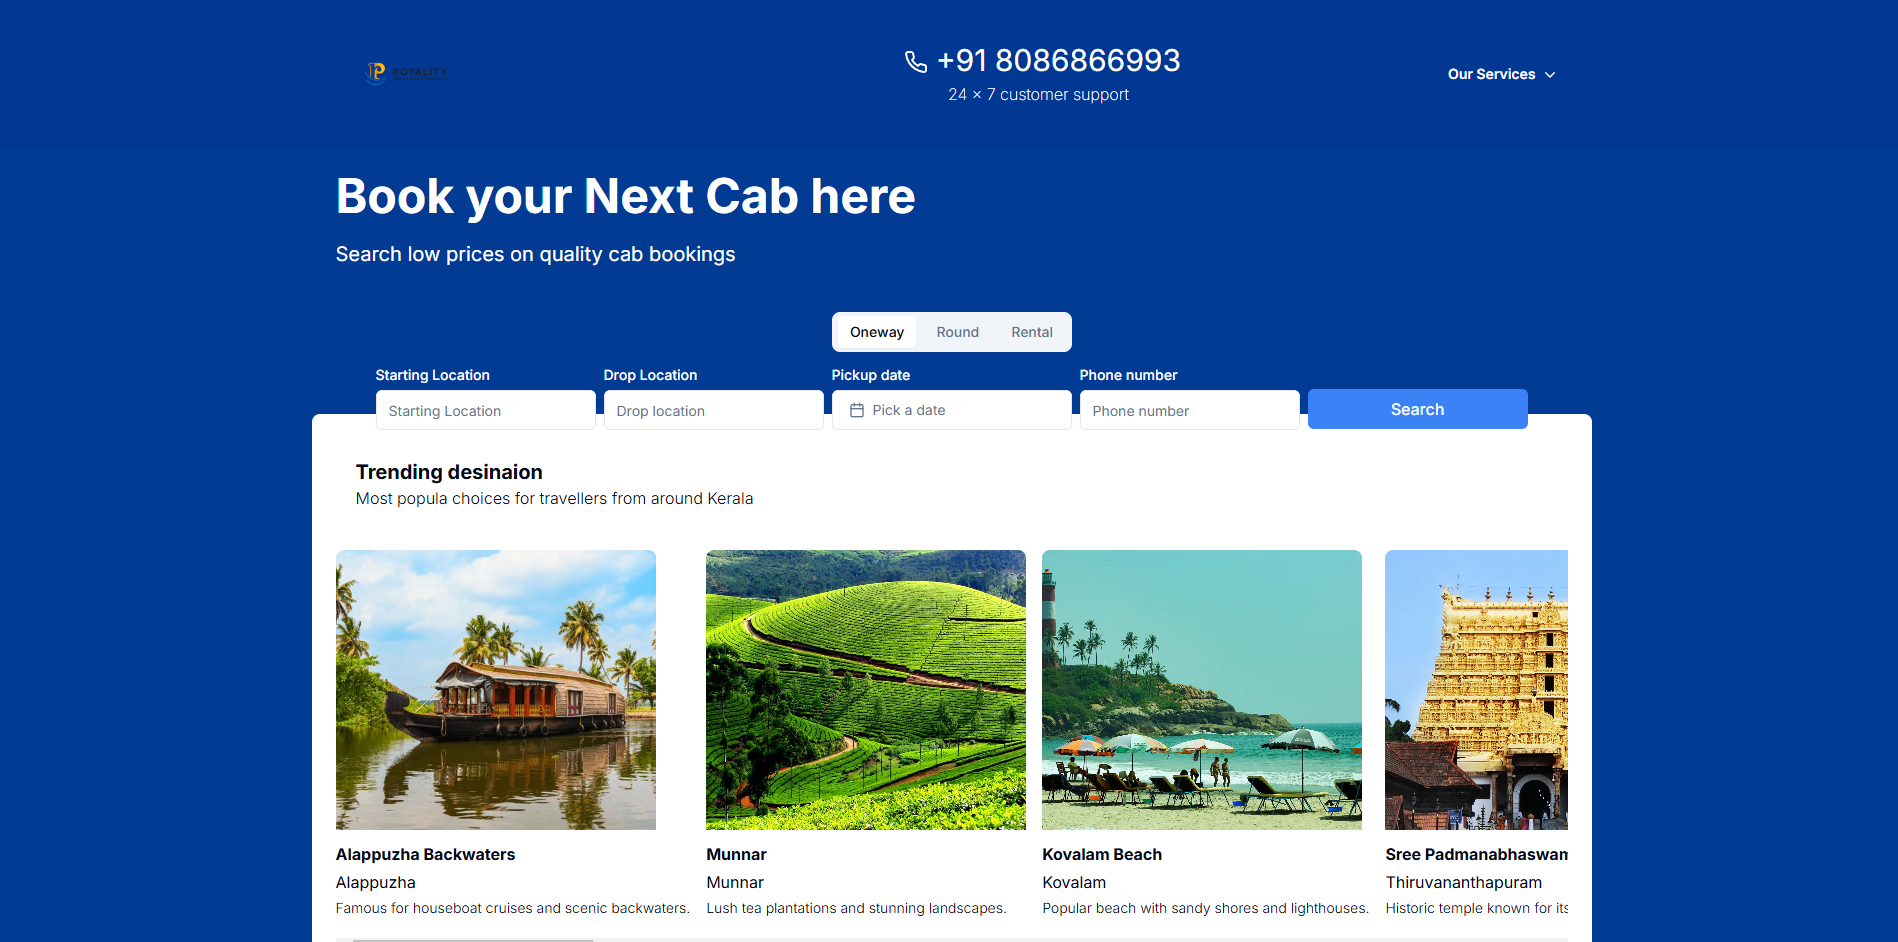 ROYALITY
+91 8086866993
24 × 7 customer support
Our Services
Book your Next Cab here
Search low prices on quality cab bookings
Oneway Round Rental
Starting Location Drop Location Pickup date Phone number
Starting Location Drop location Pick a date Phone number Search
Trending desinaion
Most popula choices for travellers from around Kerala
Alappuzha Backwaters
Alappuzha
Famous for houseboat cruises and scenic backwaters.
Munnar
Munnar
Lush tea plantations and stunning landscapes.
Kovalam Beach
Kovalam
Popular beach with sandy shores and lighthouses.
Sree Padmanabhaswam
Thiruvananthapuram
Historic temple known for its